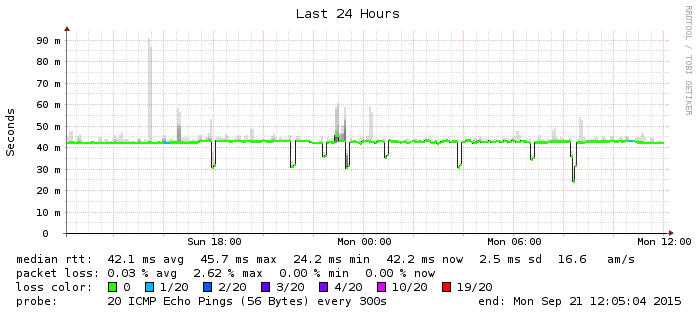 Last 24 Hours
RRDTOOL / TOBI OETIKER
Seconds
90 m
80 m
70 m
60 m
50 m
40 m
30 m
20 m
10 m
0
Sun 18:00 Mon 00:00 Mon 06:00 Mon 12:00
median rtt: 42.1 ms avg 45.7 ms max 24.2 ms min 42.2 ms now 2.5 ms sd 16.6 am/s
packet loss: 0.03 % avg 2.62 % max 0.00 % min 0.00 % now
loss color: 0 1/20 2/20 3/20 4/20 10/20 19/20
probe: 20 ICMP Echo Pings (56 Bytes) every 300s end: Mon Sep 21 12:05:04 2015